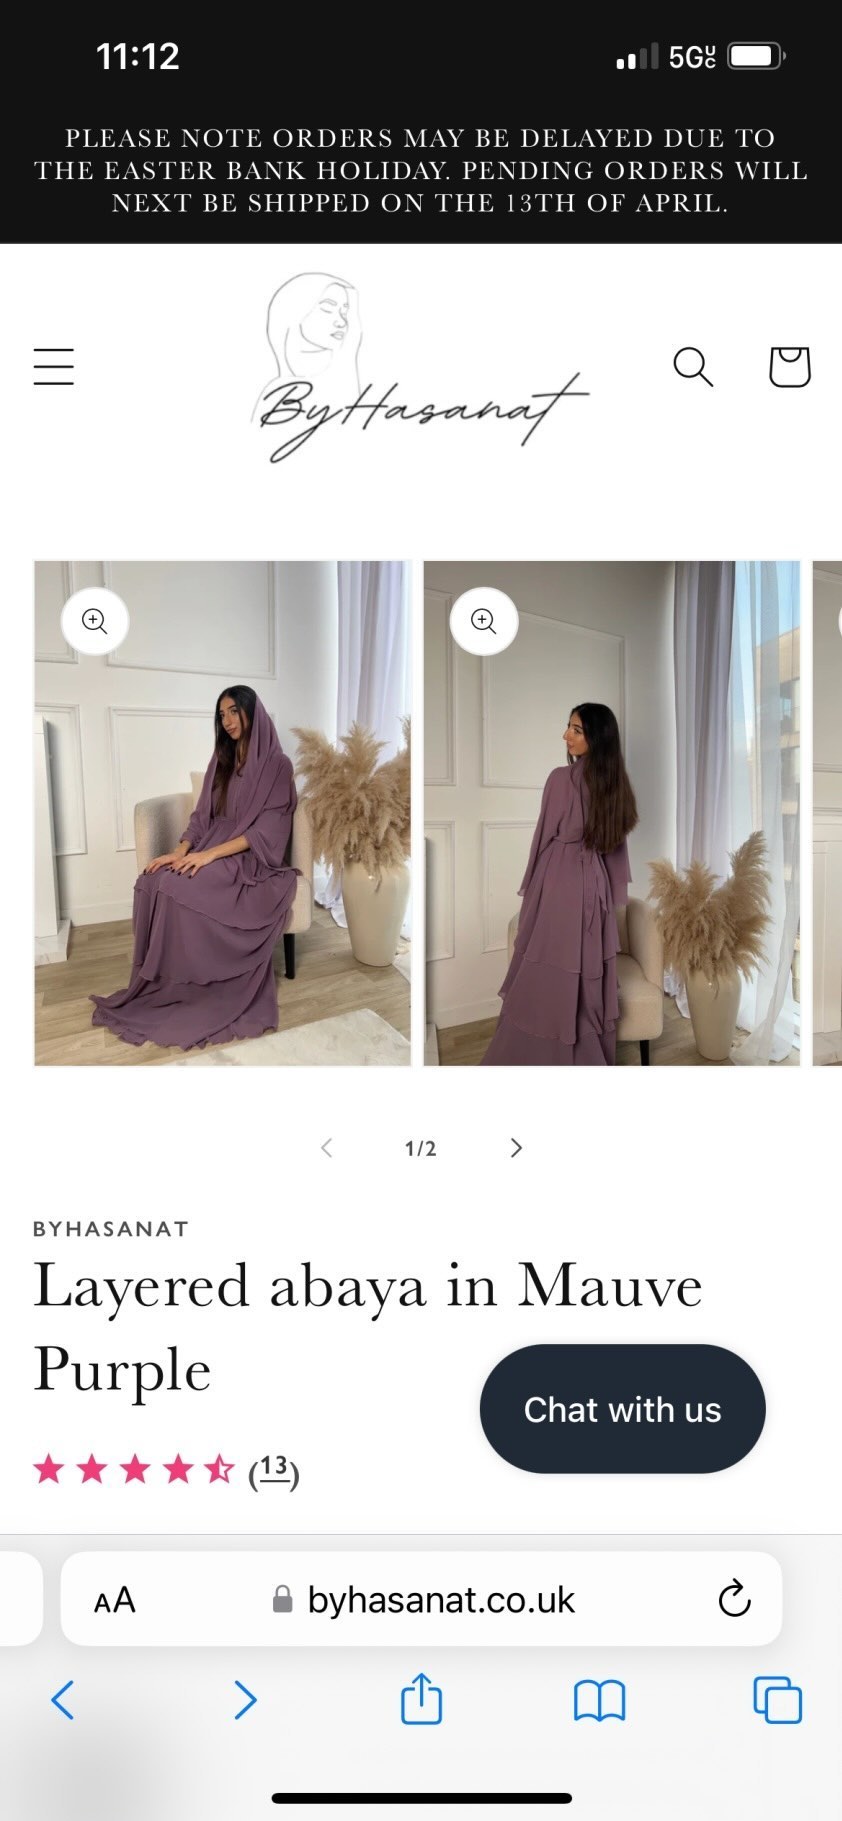 11:12
5G UC
PLEASE NOTE ORDERS MAY BE DELAYED DUE TO
THE EASTER BANK HOLIDAY. PENDING ORDERS WILL
NEXT BE SHIPPED ON THE 13TH OF APRIL.
ByHasanat
1/2
BYHASANAT
Layered abaya in Mauve
Purple
Chat with us
(13)
AA
byhasanat.co.uk